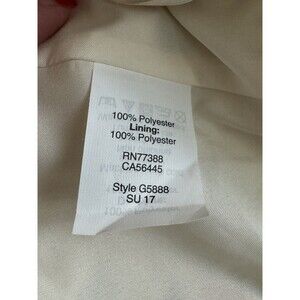 100% Polyester
Lining:
100% Polyester
RN77388
CA56445
Style G5888
SU 17